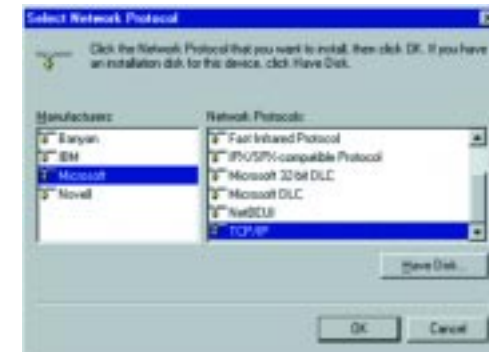 Select Network Protocol
Click the Network Protocol that you want to install, then click OK. If you have
an installation disk for this device, click Have Disk.
Manufacturers:
Banyan
IBM
Microsoft
Novell
Network Protocols:
Fast Infrared Protocol
IPX/SPX-compatible Protocol
Microsoft 32-bit DLC
Microsoft DLC
NetBEUI
TCP/IP
Have Disk...
OK
Cancel